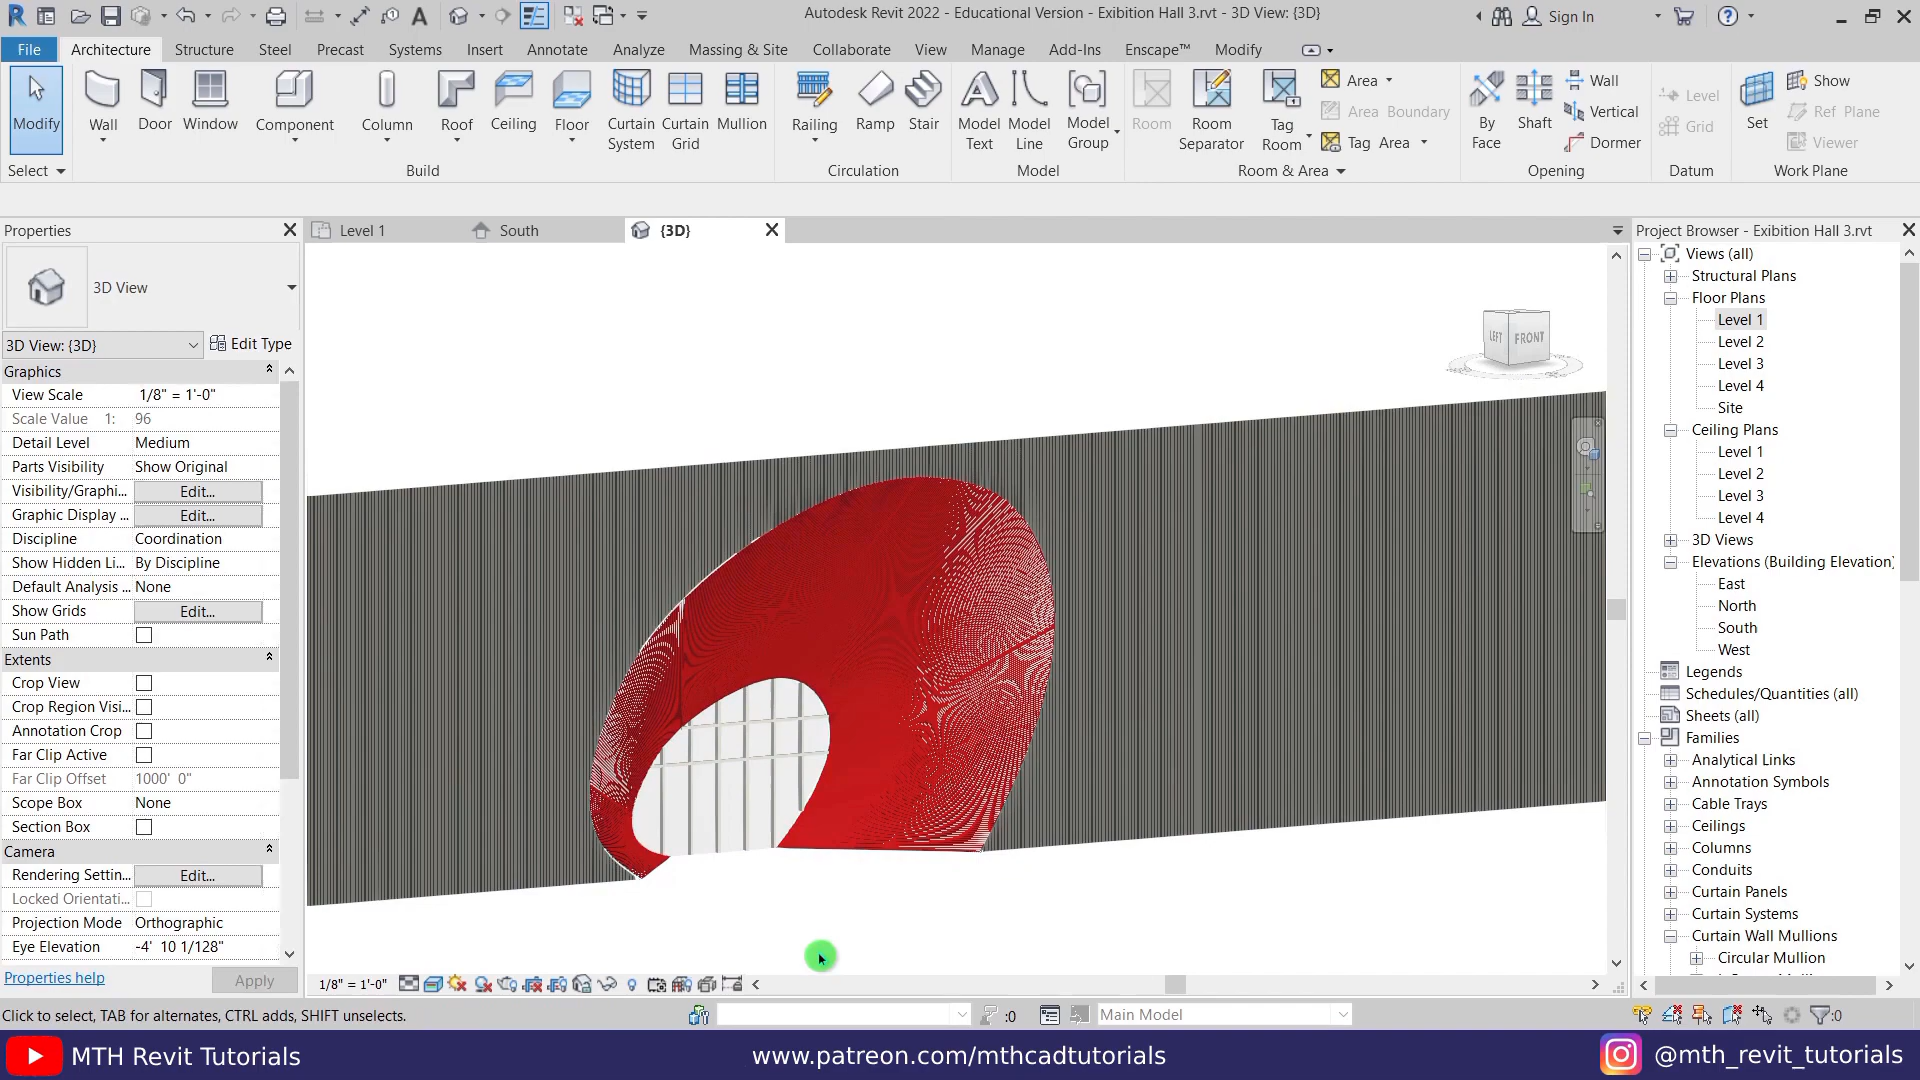 Autodesk Revit 2022 - Educational Version - Exibition Hall 3.rvt - 3D View: {3D}
Sign In
File Architecture Structure Steel Precast Systems Insert Annotate Analyze Massing & Site Collaborate View Manage Add-Ins Enscape™ Modify
Modify
Wall Door Window Component Column Roof Ceiling Floor Curtain System Curtain Grid Mullion
Railing Ramp Stair
Model Text Model Line Model Group
Room Room Separator Tag Room
Area
Area Boundary
Tag Area
By Face Shaft
Wall
Vertical
Dormer
Level
Grid
Set
Show
Ref Plane
Viewer
Select Build Circulation Model Room & Area Opening Datum Work Plane
Properties
3D View
3D View: {3D} Edit Type
Graphics
View Scale 1/8" = 1'-0"
Scale Value 1: 96
Detail Level Medium
Parts Visibility Show Original
Visibility/Graphi... Edit...
Graphic Display ... Edit...
Discipline Coordination
Show Hidden Li... By Discipline
Default Analysis ... None
Show Grids Edit...
Sun Path
Extents
Crop View
Crop Region Visi...
Annotation Crop
Far Clip Active
Far Clip Offset 1000' 0"
Scope Box None
Section Box
Camera
Rendering Settin... Edit...
Locked Orientati...
Projection Mode Orthographic
Eye Elevation -4' 10 1/128"
Properties help Apply
Level 1 South {3D}
LEFT FRONT
1/8" = 1'-0"
Project Browser - Exibition Hall 3.rvt
Views (all)
Structural Plans
Floor Plans
Level 1
Level 2
Level 3
Level 4
Site
Ceiling Plans
Level 1
Level 2
Level 3
Level 4
3D Views
Elevations (Building Elevation)
East
North
South
West
Legends
Schedules/Quantities (all)
Sheets (all)
Families
Analytical Links
Annotation Symbols
Cable Trays
Ceilings
Columns
Conduits
Curtain Panels
Curtain Systems
Curtain Wall Mullions
Circular Mullion
Click to select, TAB for alternates, CTRL adds, SHIFT unselects.
:0
Main Model
:0
MTH Revit Tutorials
www.patreon.com/mthcadtutorials
@mth_revit_tutorials